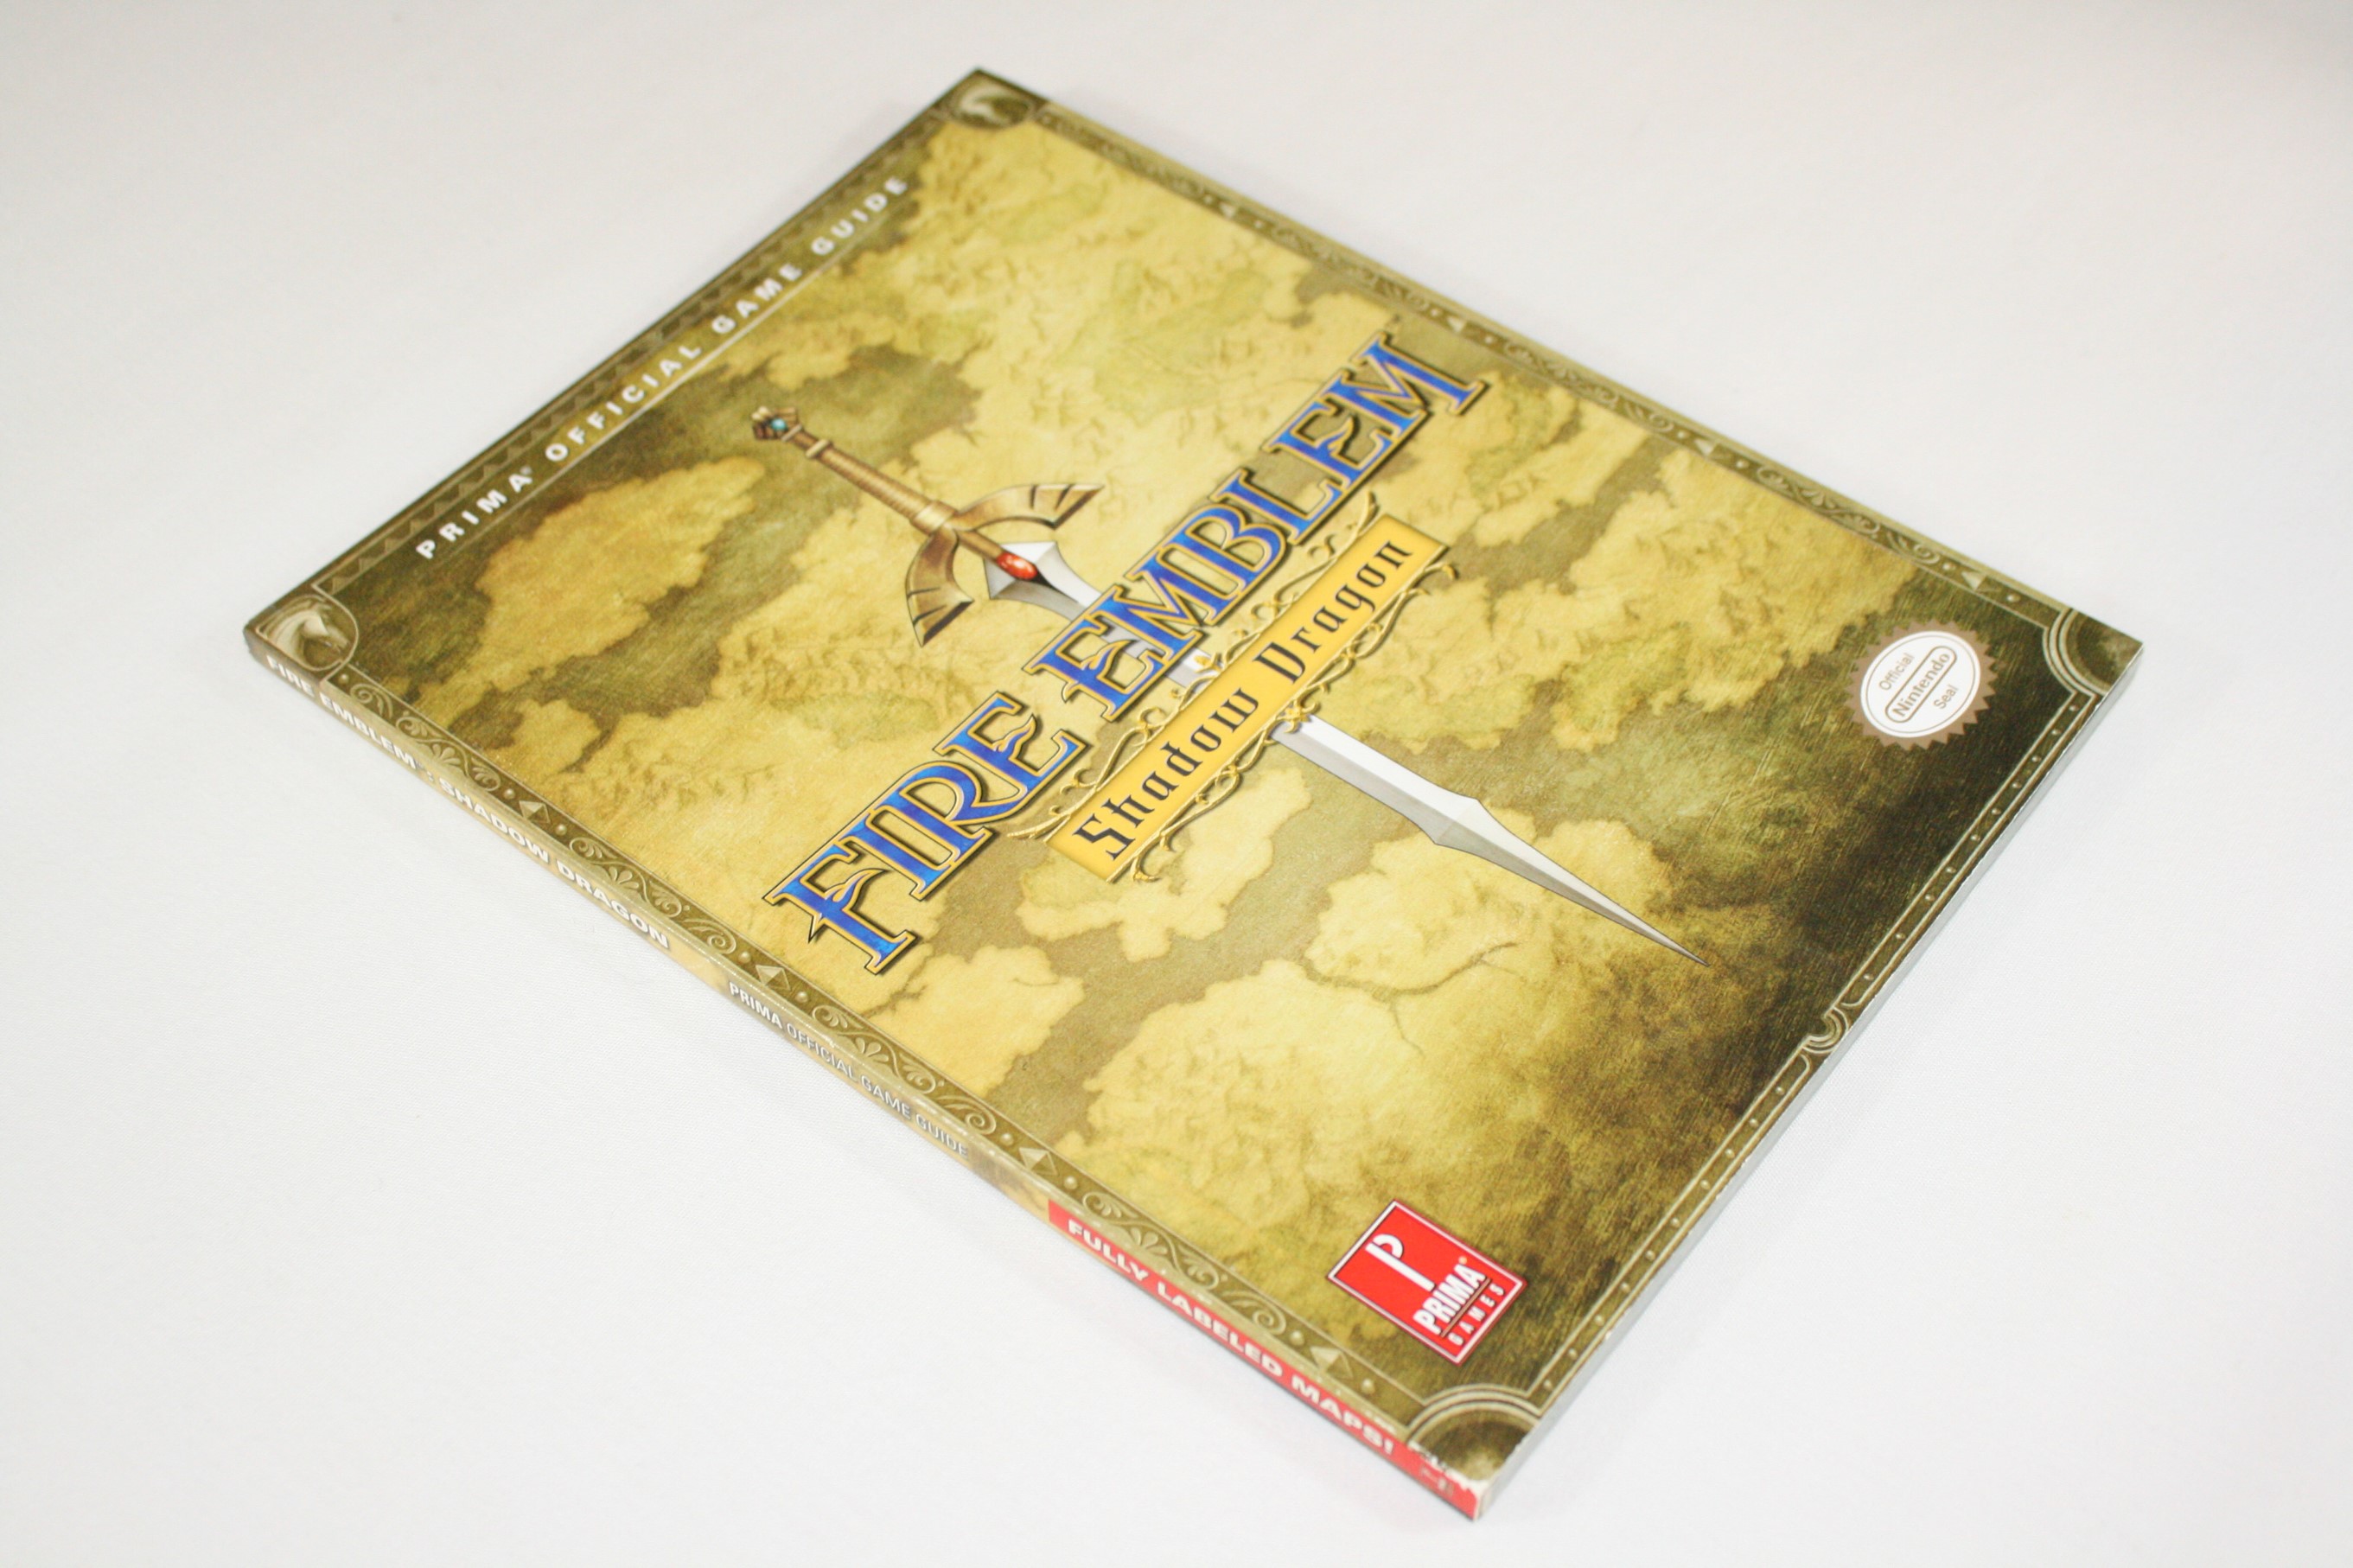 PRIMA® OFFICIAL GAME GUIDE
FIRE EMBLEM
Shadow Dragon
Official
Nintendo
Seal
PRIMA®
GAMES
FIRE EMBLEM: SHADOW DRAGON
PRIMA OFFICIAL GAME GUIDE
FULLY LABELED MAPS!